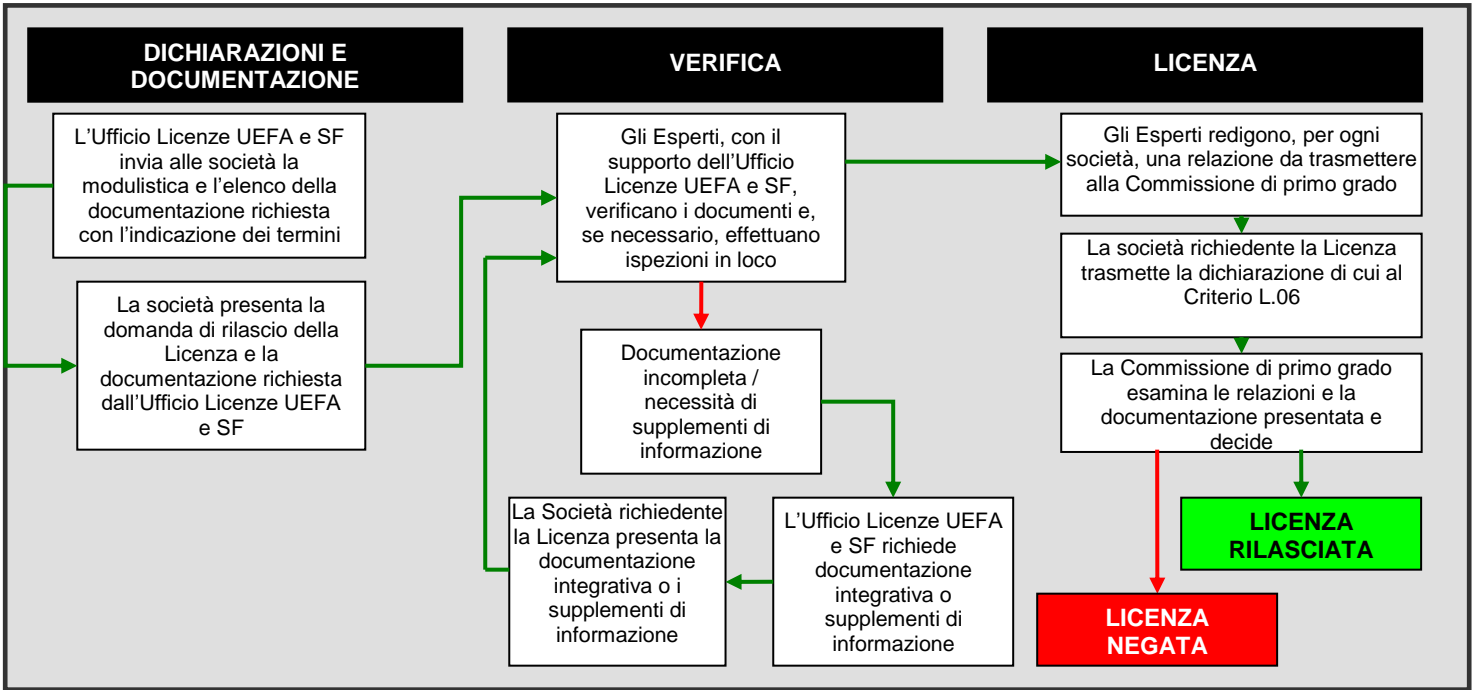 DICHIARAZIONI E
DOCUMENTAZIONE
L'Ufficio Licenze UEFA e SF
invia alle società la
modulistica e l'elenco della
documentazione richiesta
con l'indicazione dei termini
La società presenta la
domanda di rilascio della
Licenza e la
documentazione richiesta
dall'Ufficio Licenze UEFA
e SF
VERIFICA
Gli Esperti, con il
supporto dell'Ufficio
Licenze UEFA e SF,
verificano i documenti e,
se necessario, effettuano
ispezioni in loco
Documentazione
incompleta /
necessità di
supplementi di
informazione
L'Ufficio Licenze UEFA
e SF richiede
documentazione
integrativa o
supplementi di
informazione
La Società richiedente
la Licenza presenta la
documentazione
integrativa o i
supplementi di
informazione
LICENZA
Gli Esperti redigono, per ogni
società, una relazione da trasmettere
alla Commissione di primo grado
La società richiedente la Licenza
trasmette la dichiarazione di cui al
Criterio L.06
La Commissione di primo grado
esamina le relazioni e la
documentazione presentata e
decide
LICENZA
RILASCIATA
LICENZA
NEGATA